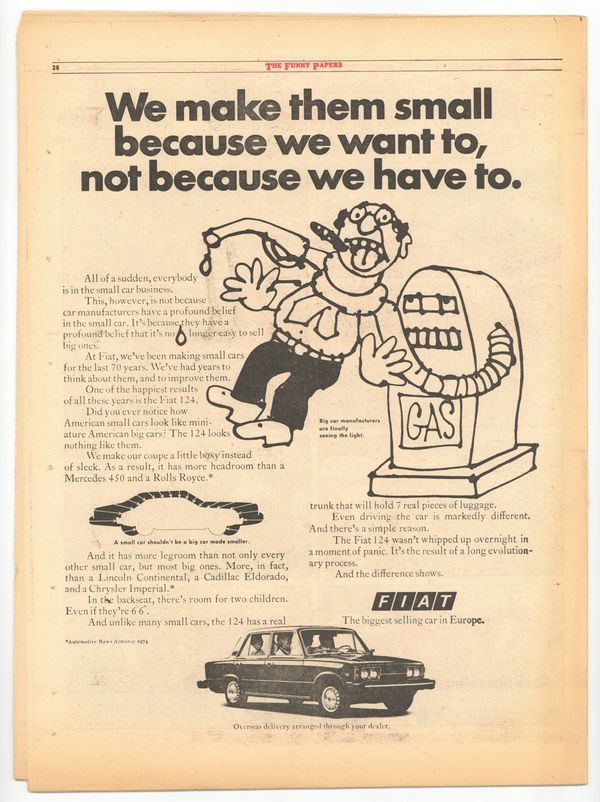 28
THE FUNNY PAPERS
We make them small
because we want to,
not because we have to.
All of a sudden, everybody
is in the small car business.
This, however, is not because
car manufacturers have a profound belief
in the small car. It's because they have a
profound belief that it's no longer easy to sell
big ones.
At Fiat, we've been making small cars
for the last 70 years. We've had years to
think about them, and to improve them.
One of the happiest results
of all these years is the Fiat 124.
Did you ever notice how
American small cars look like mini-
ature American big cars? The 124 looks
nothing like them.
We make our coupe a little boxy instead
of sleek. As a result, it has more headroom than a
Mercedes 450 and a Rolls Royce.*
A small car shouldn't be a big car made smaller.
And it has more legroom than not only every
other small car, but most big ones. More, in fact,
than a Lincoln Continental, a Cadillac Eldorado,
and a Chrysler Imperial.*
In the backseat, there's room for two children.
Even if they're 6'6".
And unlike many small cars, the 124 has a real
*Automotive News Almanac 1974
GAS
Big car manufacturers
are finally
seeing the light.
trunk that will hold 7 real pieces of luggage.
Even driving the car is markedly different.
And there's a simple reason.
The Fiat 124 wasn't whipped up overnight in
a moment of panic. It's the result of a long evolution-
ary process.
And the difference shows.
FIAT
The biggest selling car in Europe.
Overseas delivery arranged through your dealer.